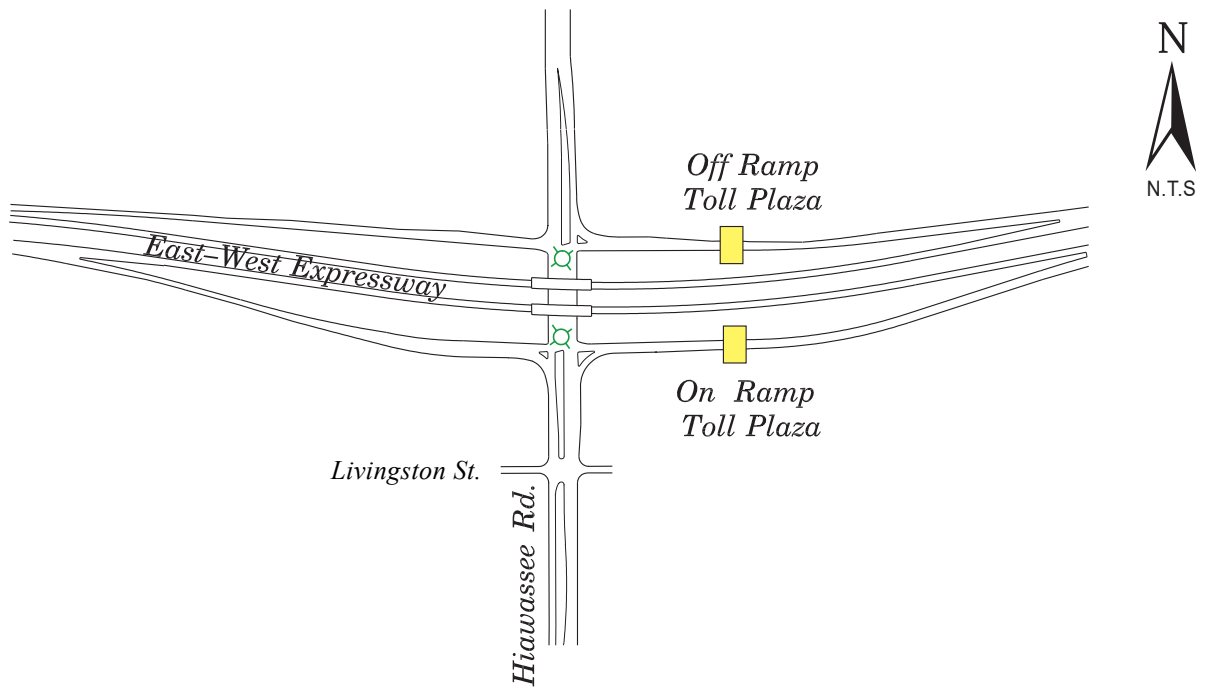 N
N.T.S
Off Ramp
Toll Plaza
East–West Expressway
On Ramp
Toll Plaza
Livingston St.
Hiawassee Rd.